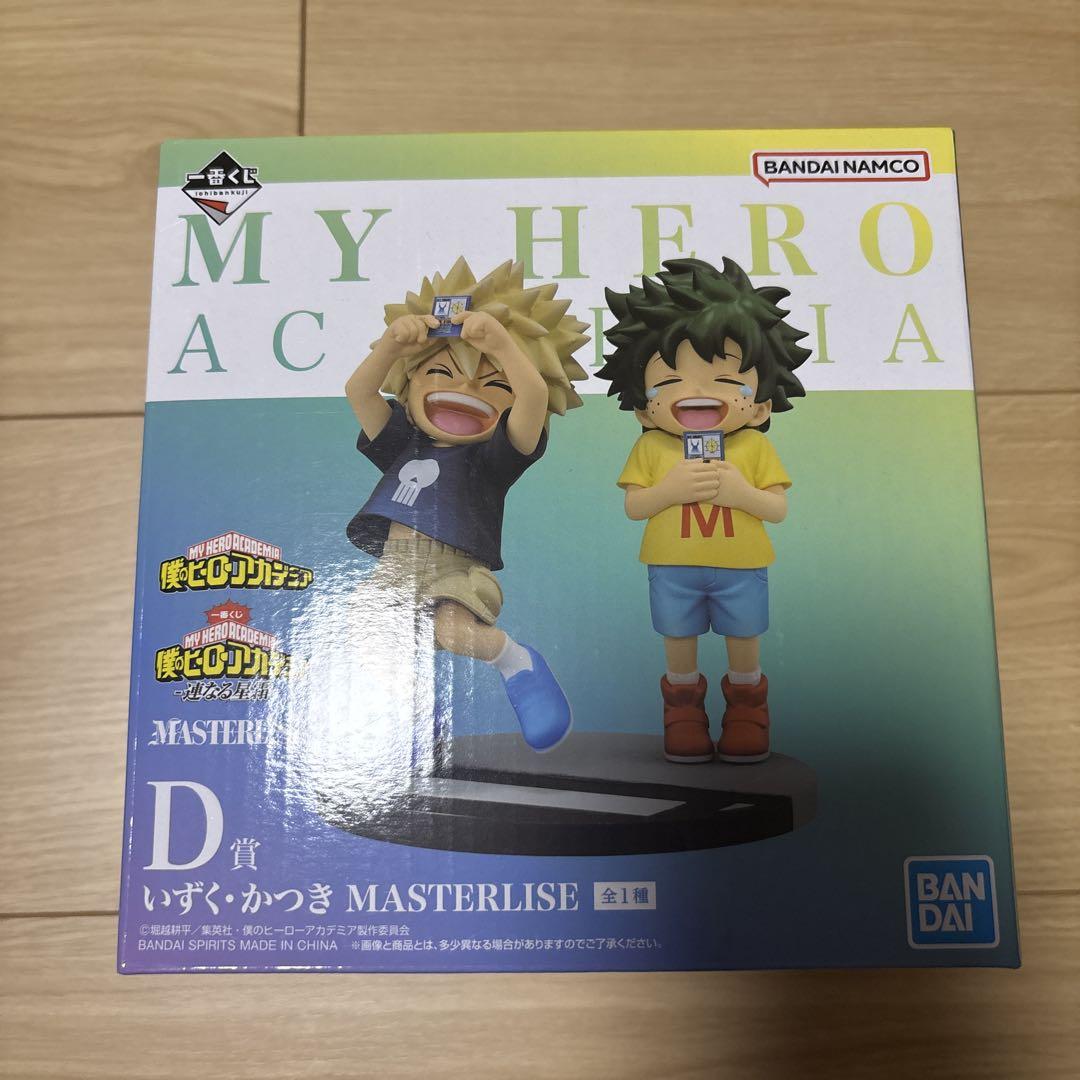 一番くじ
ichibankuji
BANDAI NAMCO
MY HERO
AC IA
MY HERO ACADEMIA
僕のヒーローアカデミア
一番くじ
MY HERO ACADEMIA
僕のヒーローアカデミア
-連なる星霜
MASTERLISE
D賞
いずく・かつき MASTERLISE 全1種
©堀越耕平/集英社・僕のヒーローアカデミア製作委員会
BANDAI SPIRITS MADE IN CHINA ※画像と商品とは、多少異なる場合がありますのでご了承ください。
M
BAN
DAI